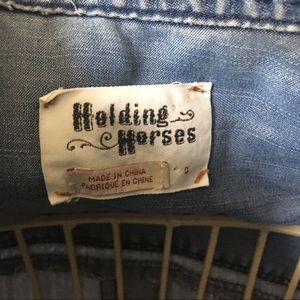 Holding
Horses
MADE IN CHINA
FABRIQUÉ EN CHINE